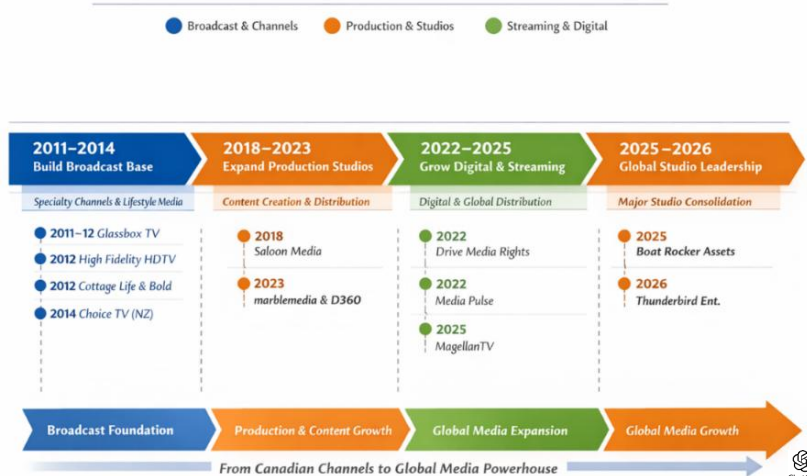 Broadcast & Channels
Production & Studios
Streaming & Digital
2011–2014
Build Broadcast Base
2018–2023
Expand Production Studios
2022–2025
Grow Digital & Streaming
2025–2026
Global Studio Leadership
Specialty Channels & Lifestyle Media
Content Creation & Distribution
Digital & Global Distribution
Major Studio Consolidation
2011–12 Glassbox TV
2012 High Fidelity HDTV
2012 Cottage Life & Bold
2014 Choice TV (NZ)
2018
Saloon Media
2023
marblemedia & D360
2022
Drive Media Rights
2022
Media Pulse
2025
MagellanTV
2025
Boat Rocker Assets
2026
Thunderbird Ent.
Broadcast Foundation
Production & Content Growth
Global Media Expansion
Global Media Growth
From Canadian Channels to Global Media Powerhouse